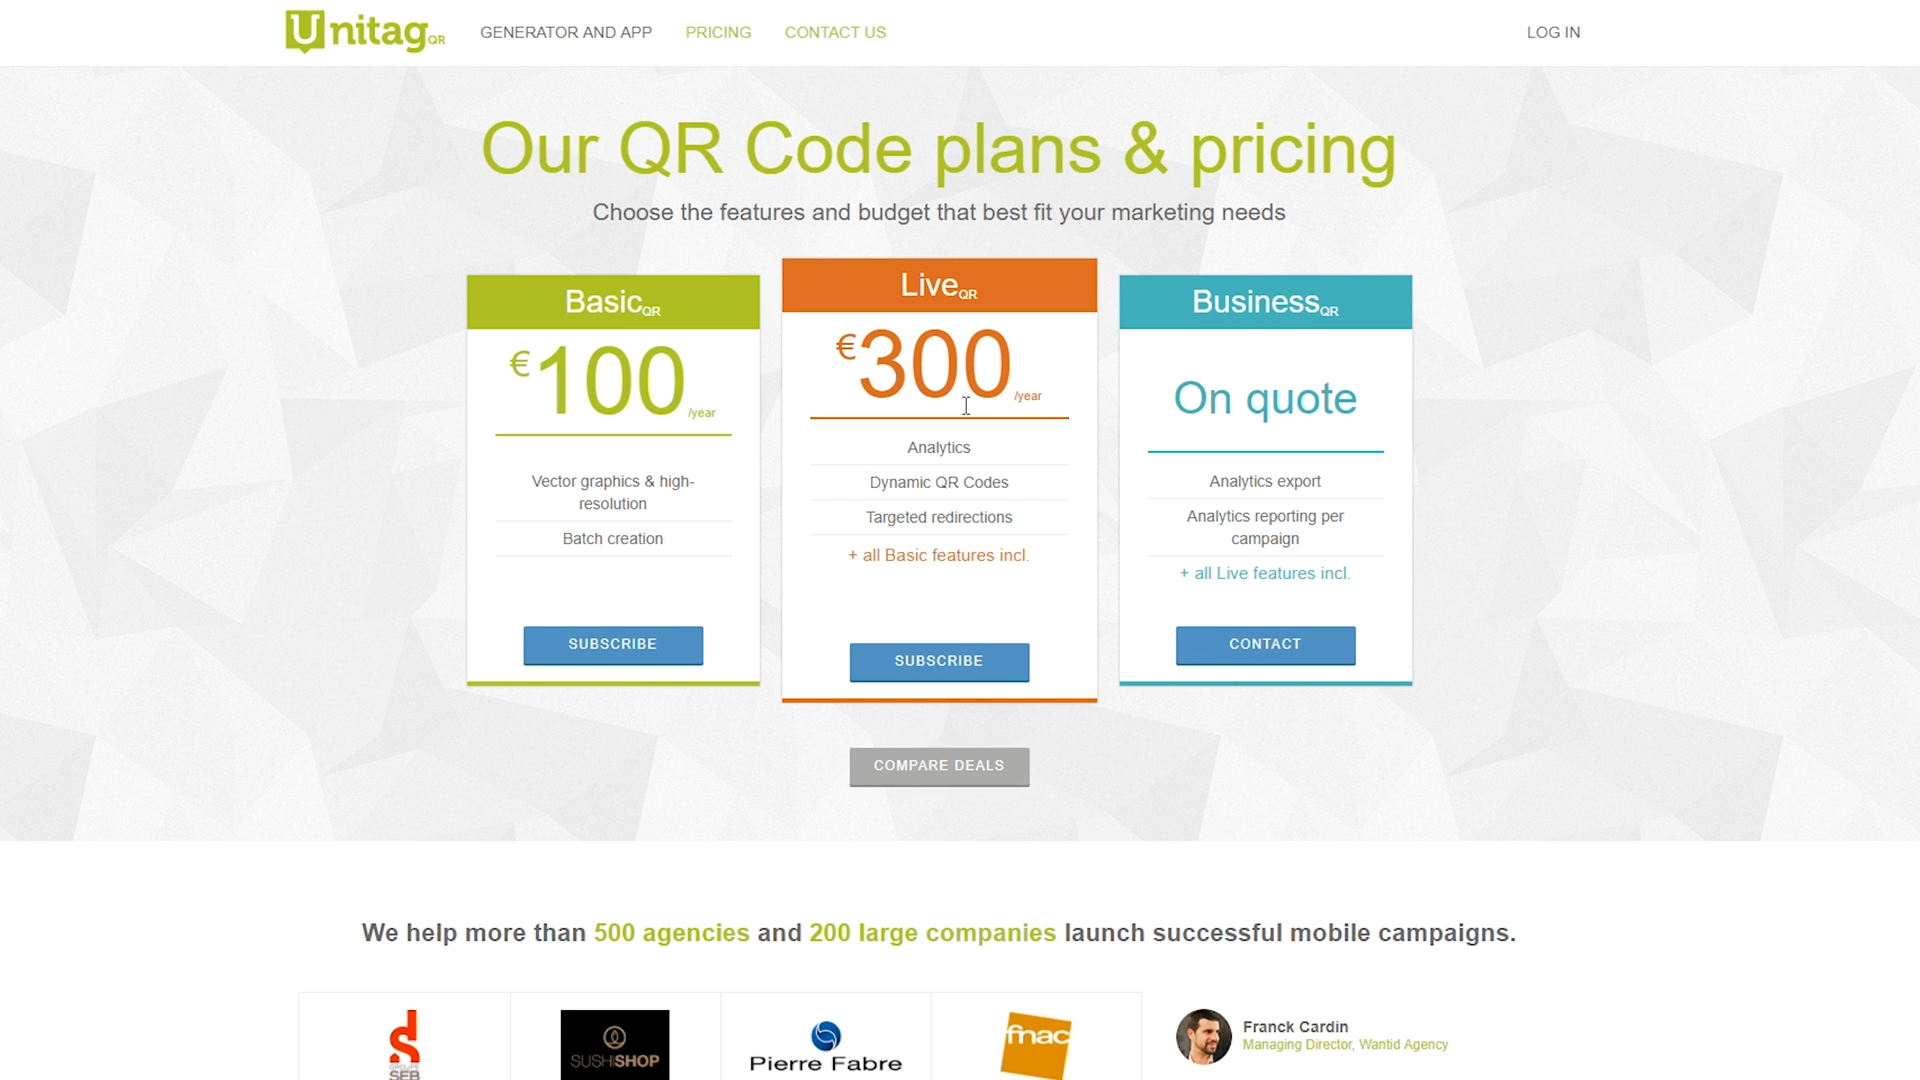 Unitag QR
GENERATOR AND APP
PRICING
CONTACT US
LOG IN
Our QR Code plans & pricing
Choose the features and budget that best fit your marketing needs
BasicQR
€100/year
Vector graphics & high-
resolution
Batch creation
SUBSCRIBE
LiveQR
€300/year
Analytics
Dynamic QR Codes
Targeted redirections
+ all Basic features incl.
SUBSCRIBE
BusinessQR
On quote
Analytics export
Analytics reporting per
campaign
+ all Live features incl.
CONTACT
COMPARE DEALS
We help more than 500 agencies and 200 large companies launch successful mobile campaigns.
GROUPE
SEB
SUSHISHOP
Pierre Fabre
fnac
Franck Cardin
Managing Director, Wantid Agency